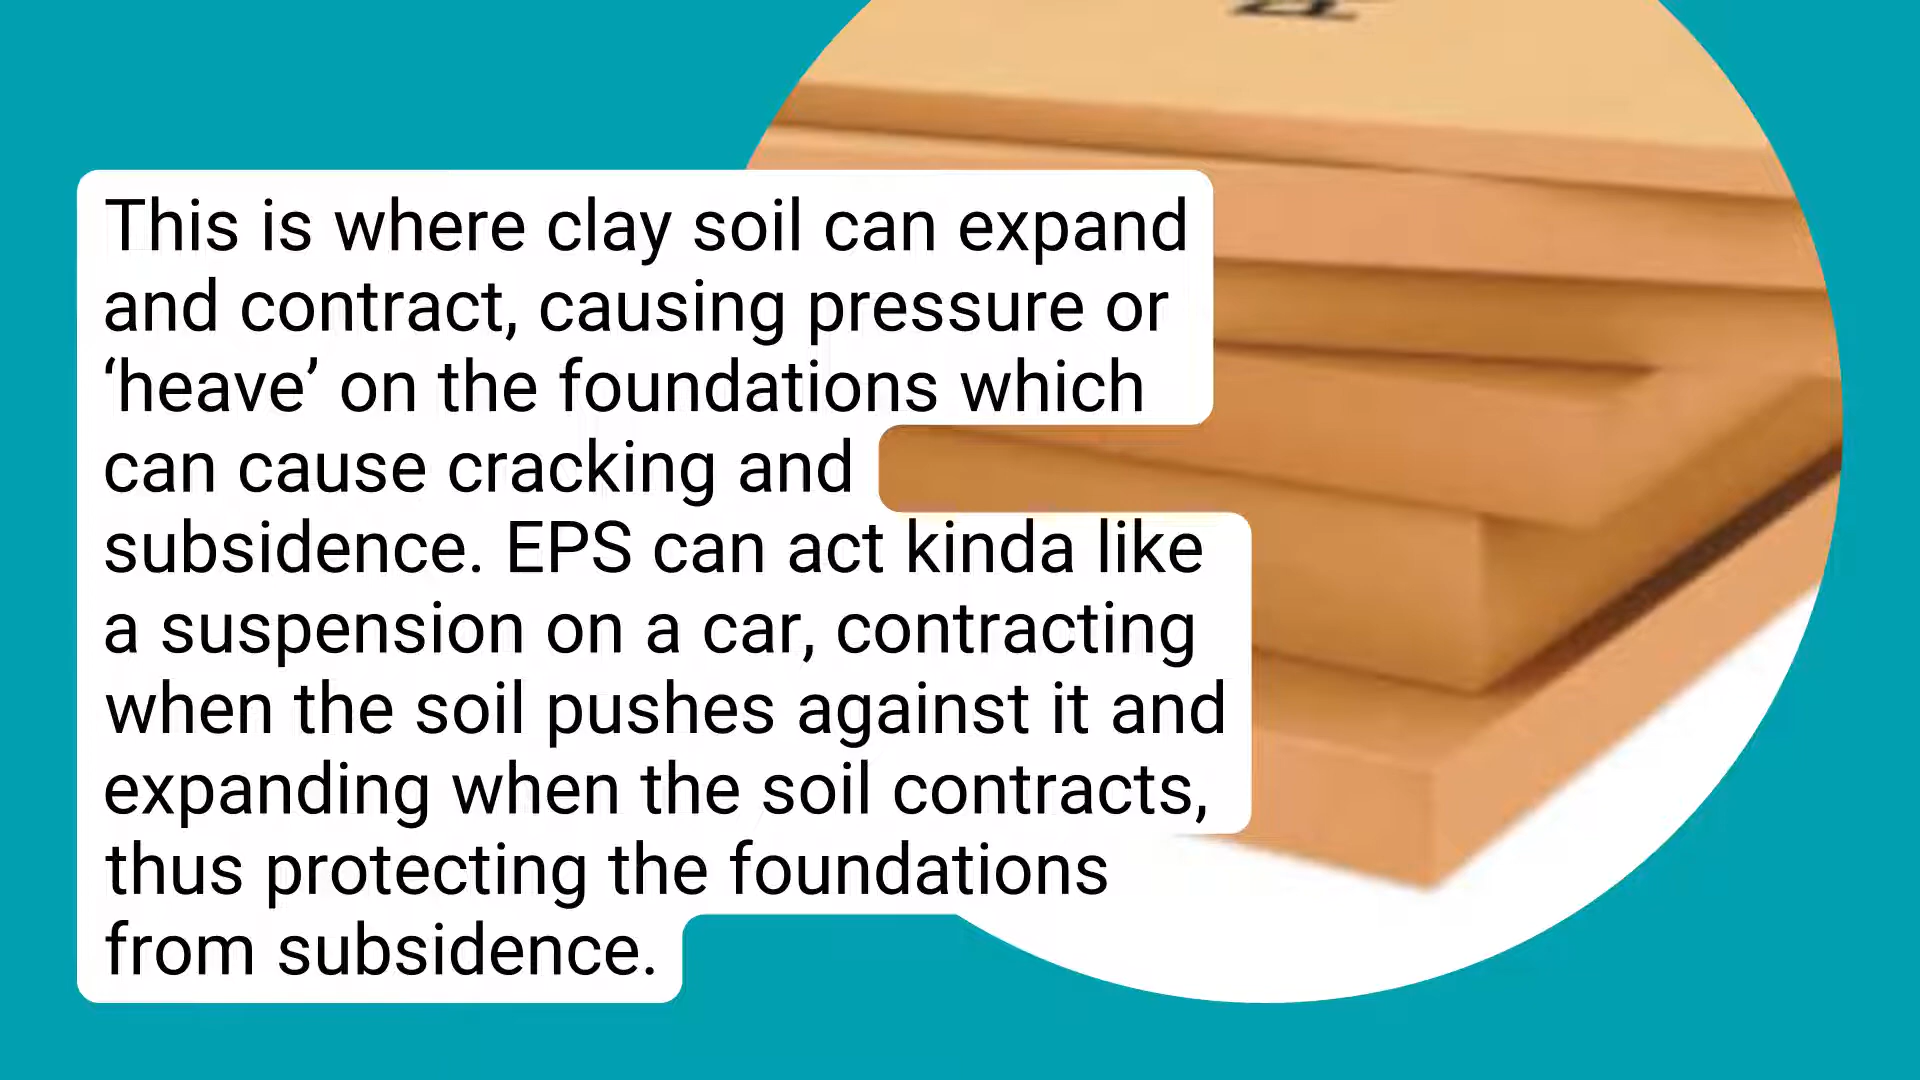 This is where clay soil can expand
and contract, causing pressure or
‘heave’ on the foundations which
can cause cracking and
subsidence. EPS can act kinda like
a suspension on a car, contracting
when the soil pushes against it and
expanding when the soil contracts,
thus protecting the foundations
from subsidence.